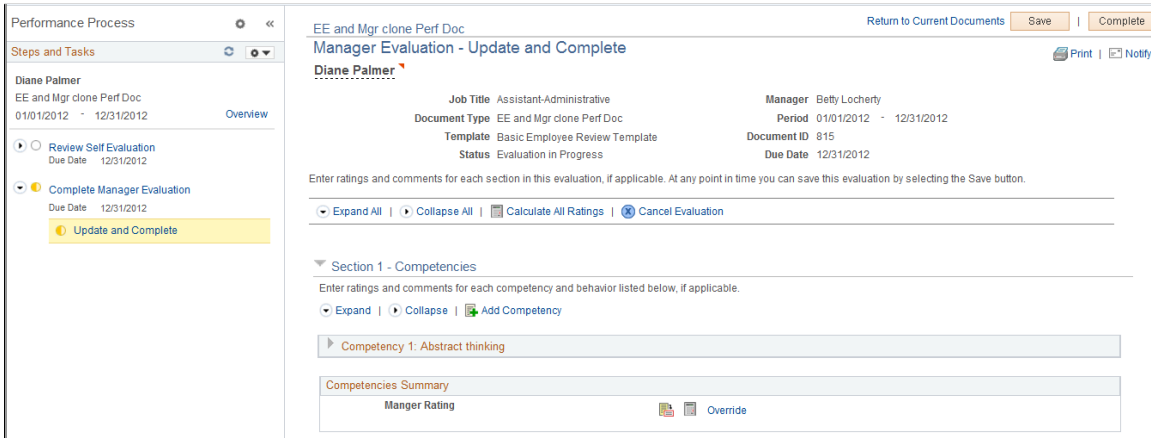 Performance Process
Steps and Tasks
Diane Palmer
EE and Mgr clone Perf Doc
01/01/2012 - 12/31/2012 Overview
Review Self Evaluation
Due Date 12/31/2012
Complete Manager Evaluation
Due Date 12/31/2012
Update and Complete
EE and Mgr clone Perf Doc
Return to Current Documents Save | Complete
Manager Evaluation - Update and Complete
Print | Notify
Diane Palmer
Job Title Assistant-Administrative Manager Betty Locherty
Document Type EE and Mgr clone Perf Doc Period 01/01/2012 - 12/31/2012
Template Basic Employee Review Template Document ID 815
Status Evaluation in Progress Due Date 12/31/2012
Enter ratings and comments for each section in this evaluation, if applicable. At any point in time you can save this evaluation by selecting the Save button.
Expand All | Collapse All | Calculate All Ratings | Cancel Evaluation
Section 1 - Competencies
Enter ratings and comments for each competency and behavior listed below, if applicable.
Expand | Collapse | Add Competency
Competency 1: Abstract thinking
Competencies Summary
Manger Rating Override